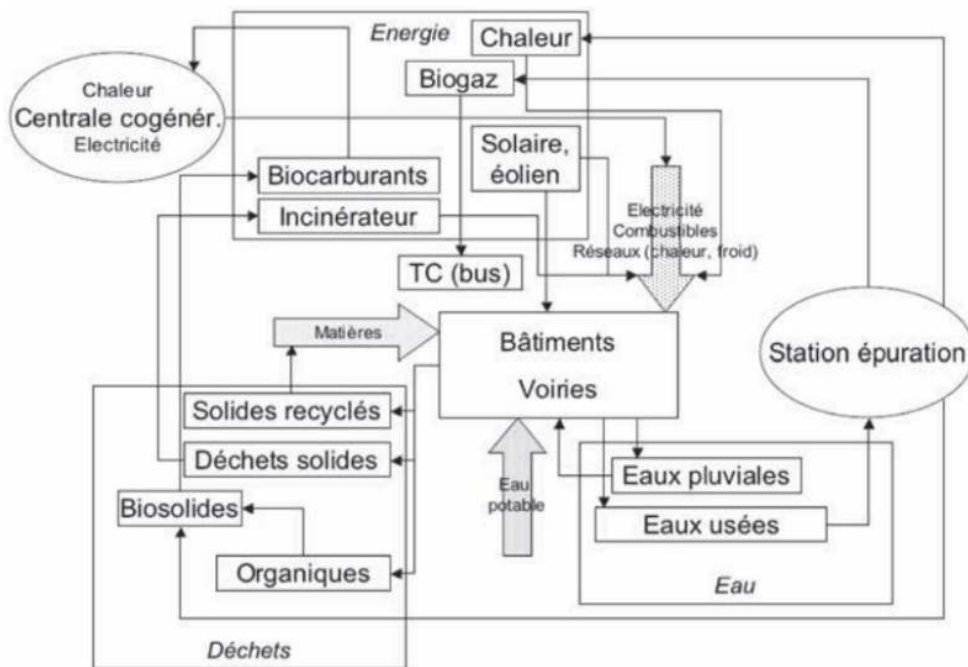 Energie
Chaleur
Biogaz
Chaleur
Centrale cogénér.
Electricité
Solaire,
éolien
Biocarburants
Incinérateur
Electricité
Combustibles
Réseaux (chaleur, froid)
TC (bus)
Matières
Bâtiments
Voiries
Station épuration
Solides recyclés
Déchets solides
Biosolides
Organiques
Déchets
Eau
potable
Eaux pluviales
Eaux usées
Eau